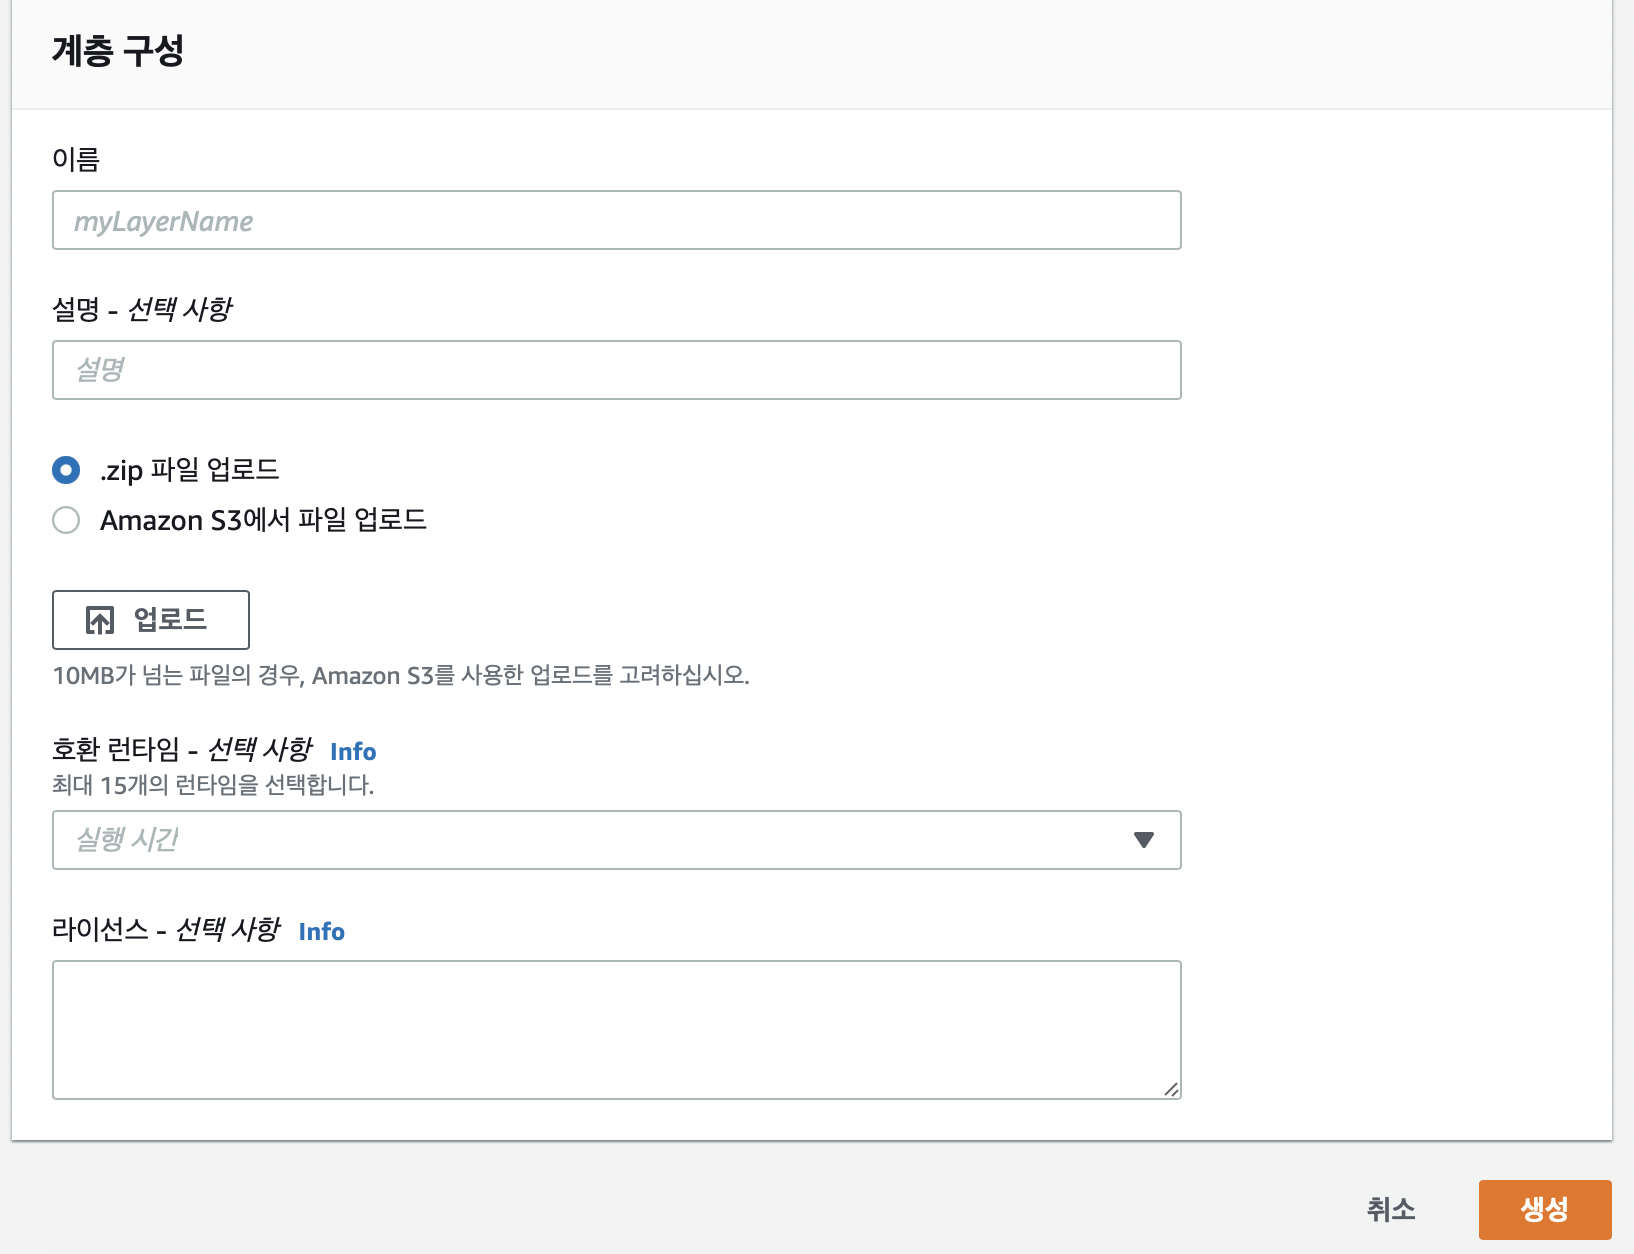 계층 구성
이름
myLayerName
설명 - 선택 사항
설명
.zip 파일 업로드
Amazon S3에서 파일 업로드
업로드
10MB가 넘는 파일의 경우, Amazon S3를 사용한 업로드를 고려하십시오.
호환 런타임 - 선택 사항 Info
최대 15개의 런타임을 선택합니다.
실행 시간
라이선스 - 선택 사항 Info
취소
생성